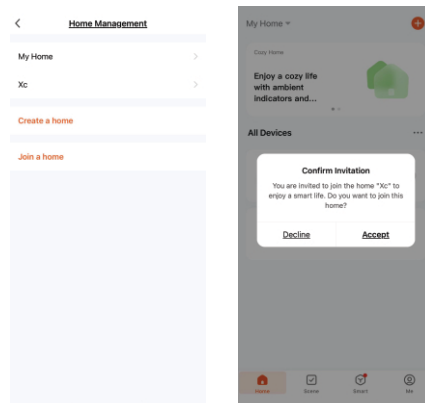 Home Management
My Home
Xc
Create a home
Join a home
My Home
Cozy Home
Enjoy a cozy life
with ambient
indicators and...
All Devices
Confirm Invitation
You are invited to join the home "Xc" to
enjoy a smart life. Do you want to join this
home?
Decline Accept
Home Scene Smart Me